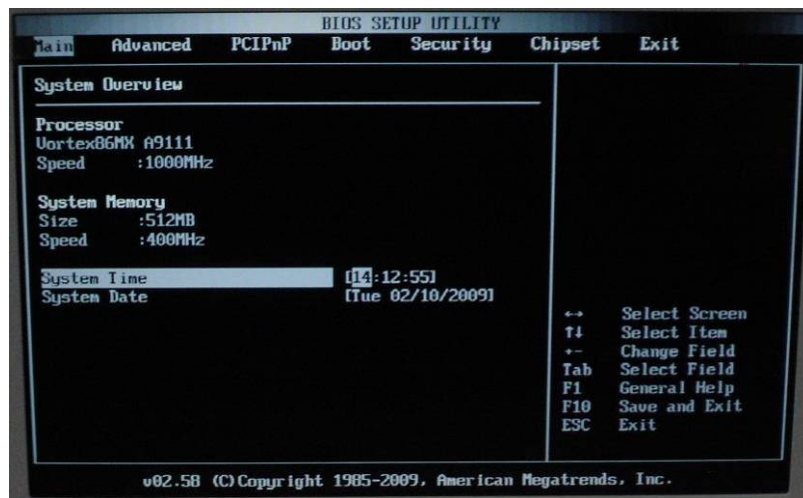 BIOS SETUP UTILITY
Main Advanced PCIPnP Boot Security Chipset Exit
System Overview
Processor
Vortex86MX A9111
Speed :1000MHz
System Memory
Size :512MB
Speed :400MHz
System Time [14:12:55]
System Date [Tue 02/10/2009]
↔ Select Screen
↑↓ Select Item
+- Change Field
Tab Select Field
F1 General Help
F10 Save and Exit
ESC Exit
v02.58 (C)Copyright 1985-2009, American Megatrends, Inc.